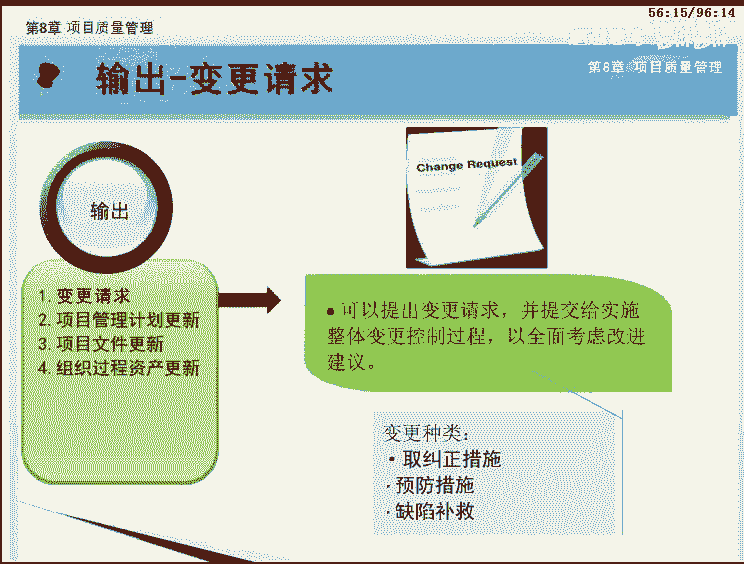 56:15/96:14
第8章 项目质量管理
输出-变更请求
第8章 项目质量管理
输出
Change Request
1. 变更请求
2. 项目管理计划更新
3. 项目文件更新
4. 组织过程资产更新
● 可以提出变更请求，并提交给实施
整体变更控制过程，以全面考虑改进
建议。
变更种类：
· 取纠正措施
· 预防措施
· 缺陷补救